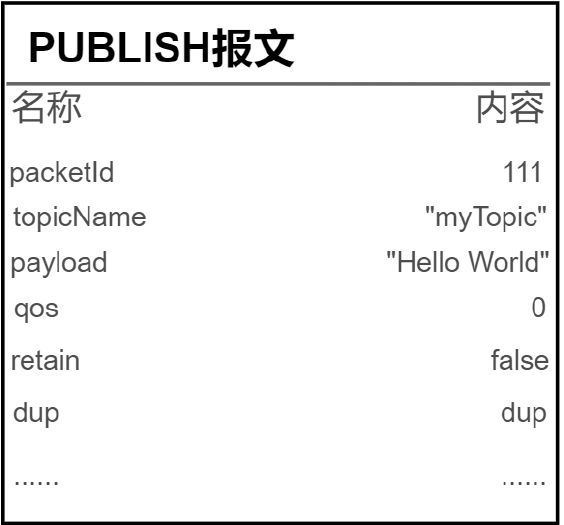 PUBLISH报文
名称 内容
packetId 111
topicName "myTopic"
payload "Hello World"
qos 0
retain false
dup dup
...... ......